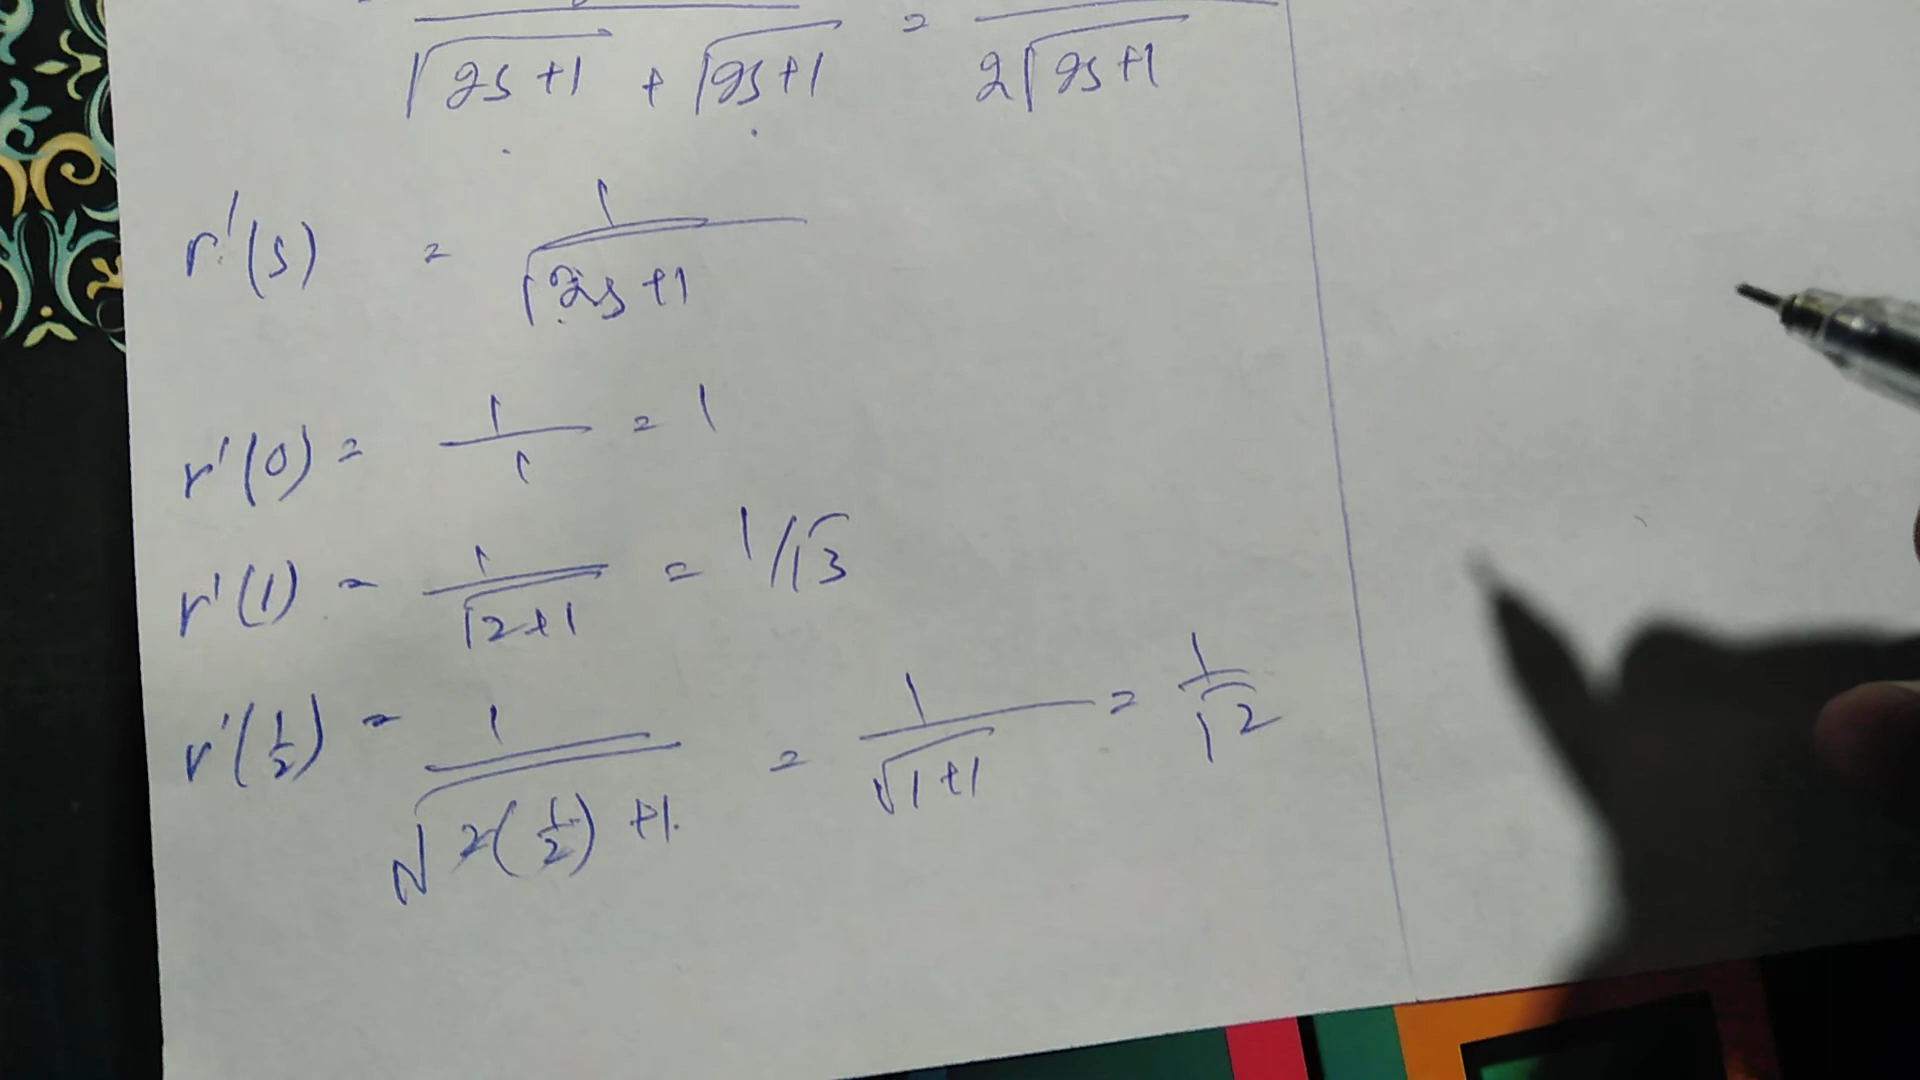 √2s+1 + √2s+1 = 2√2s+1
r'(s) = 1/√2s+1
r'(0) = 1/1 = 1
r'(1) = 1/√2+1 = 1/√3
r'(1/2) = 1/√2(1/2)+1 = 1/√1+1 = 1/√2